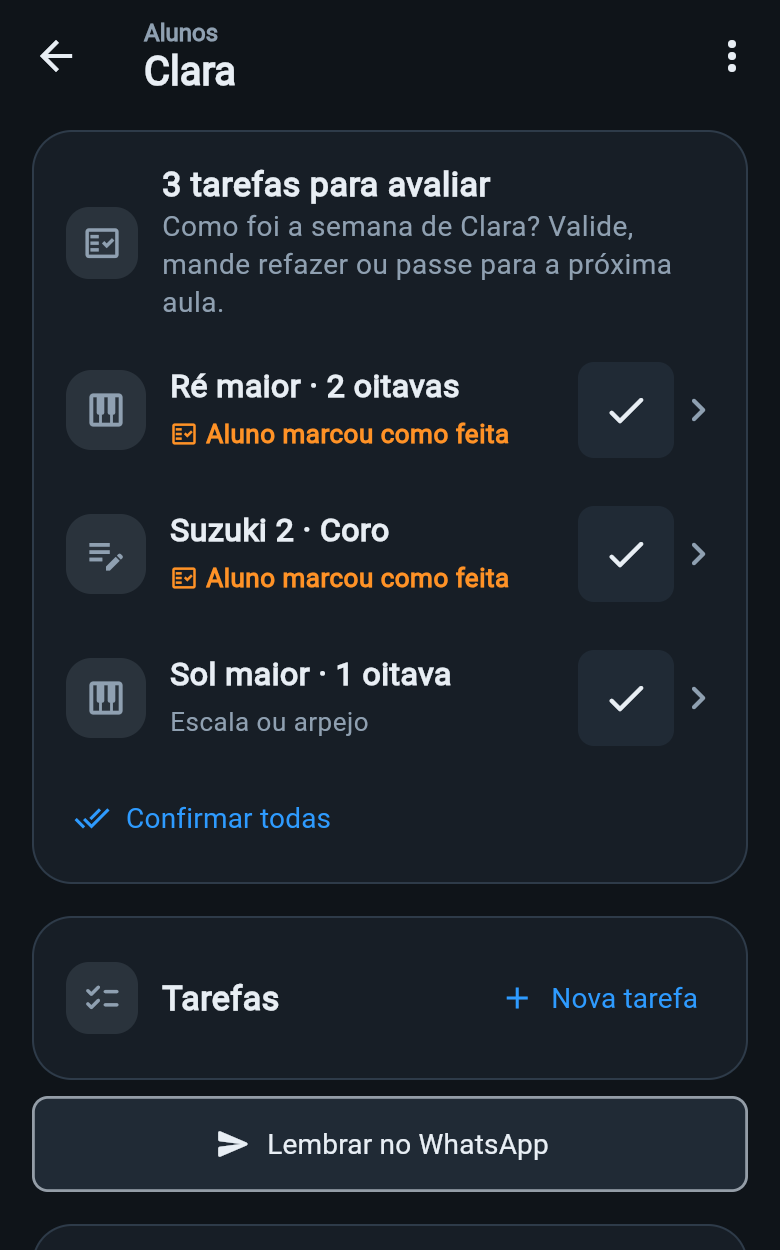 Alunos
Clara
3 tarefas para avaliar
Como foi a semana de Clara? Valide,
mande refazer ou passe para a próxima
aula.
Ré maior · 2 oitavas
Aluno marcou como feita
Suzuki 2 · Coro
Aluno marcou como feita
Sol maior · 1 oitava
Escala ou arpejo
Confirmar todas
Tarefas
Nova tarefa
Lembrar no WhatsApp